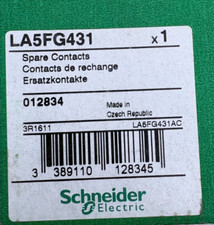 LA5FG431 x1
Spare Contacts
Contacts de rechange
Ersatzkontakte
012834
Made in
Czech Republic
3R1611 LA5FG431AC
3 389110 128345
Schneider
Electric